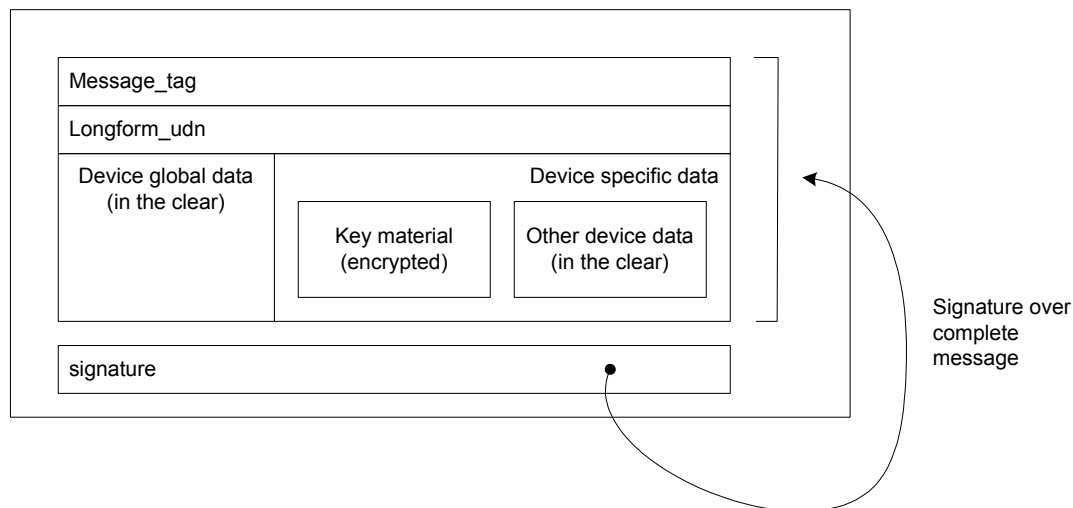 Message_tag
Longform_udn
Device global data
(in the clear)
Device specific data
Key material
(encrypted)
Other device data
(in the clear)
signature
Signature over
complete
message